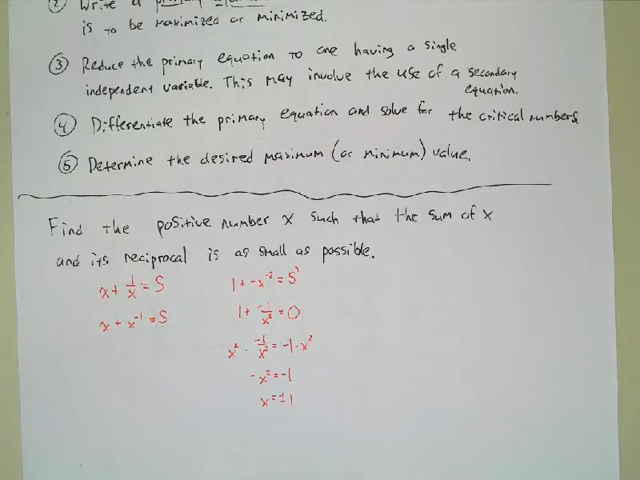 ② Write a primary
is to be maximized or minimized.
③ Reduce the primary equation to one having a single
independent variable. This may involve the use of a secondary
equation.
④ Differentiate the primary equation and solve for the critical numbers
⑤ Determine the desired maximum (or minimum) value.
Find the positive number x such that the sum of x
and its reciprocal is as small as possible.
x + 1/x = S
x + x⁻¹ = S
1 + -x⁻² = S'
1 + -1/x² = 0
x² · -1/x² = -1 · x²
-x² = -1
x = ±1